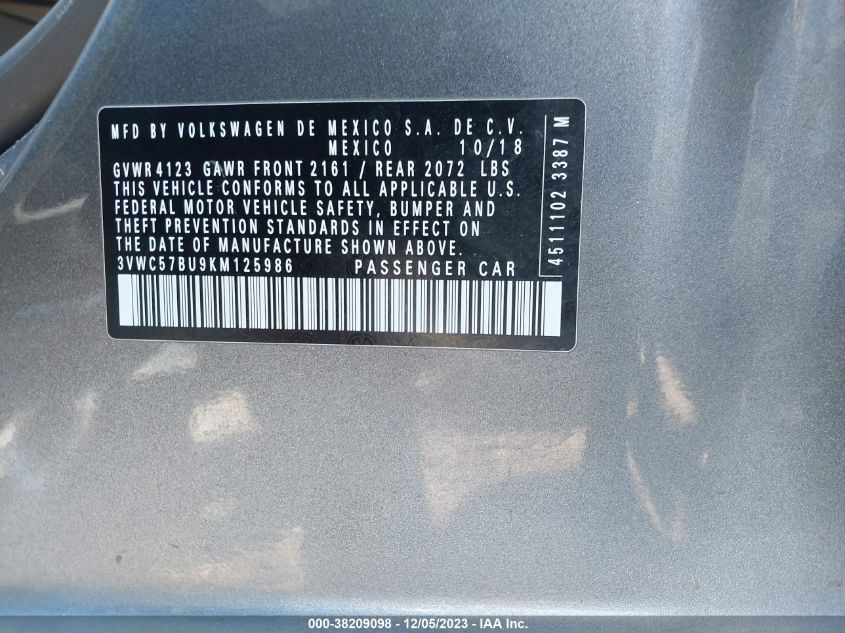 MFD BY VOLKSWAGEN DE MEXICO S.A. DE C.V.
MEXICO 10/18
GVWR 4123 GAWR FRONT 2161 / REAR 2072 LBS
THIS VEHICLE CONFORMS TO ALL APPLICABLE U.S.
FEDERAL MOTOR VEHICLE SAFETY, BUMPER AND
THEFT PREVENTION STANDARDS IN EFFECT ON
THE DATE OF MANUFACTURE SHOWN ABOVE.
3VWC57BU9KM125986 PASSENGER CAR
4511102 3387 M
000-38209098 - 12/05/2023 - IAA Inc.